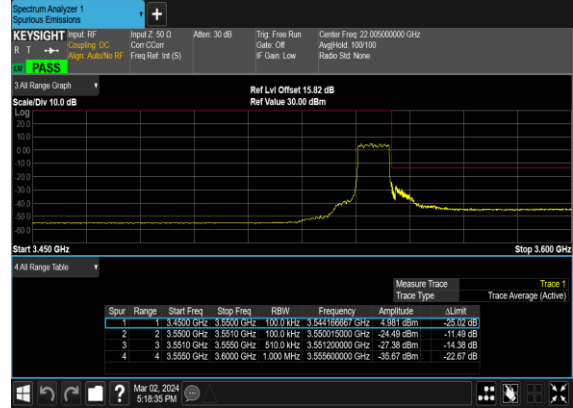 Spectrum Analyzer 1
Spurious Emissions
KEYSIGHT Input: RF Input Z: 50 Ω Atten: 30 dB Trig: Free Run Center Freq: 22.005000000 GHz
R T Coupling: DC Corr CCorr Gate: Off Avg|Hold: 100/100
Align: Auto/No RF Freq Ref: Int (S) IF Gain: Low Radio Std: None
PASS
3 All Range Graph
Ref Lvl Offset 15.82 dB
Scale/Div 10.0 dB Ref Value 30.00 dBm
Log
20.0
10.0
0.00
-10.0
-20.0
-30.0
-40.0
-50.0
-60.0
Start 3.450 GHz Stop 3.600 GHz
4 All Range Table
Measure Trace Trace 1
Trace Type Trace Average (Active)
Spur Range Start Freq Stop Freq RBW Frequency Amplitude ΔLimit
1 1 3.4500 GHz 3.5500 GHz 100.0 kHz 3.544166667 GHz 4.981 dBm -25.02 dB
2 2 3.5500 GHz 3.5510 GHz 100.0 kHz 3.550015000 GHz -24.49 dBm -11.49 dB
3 3 3.5510 GHz 3.5550 GHz 510.0 kHz 3.551200000 GHz -27.38 dBm -14.38 dB
4 4 3.5550 GHz 3.6000 GHz 1.000 MHz 3.555600000 GHz -35.67 dBm -22.67 dB
Mar 02, 2024
5:18:35 PM